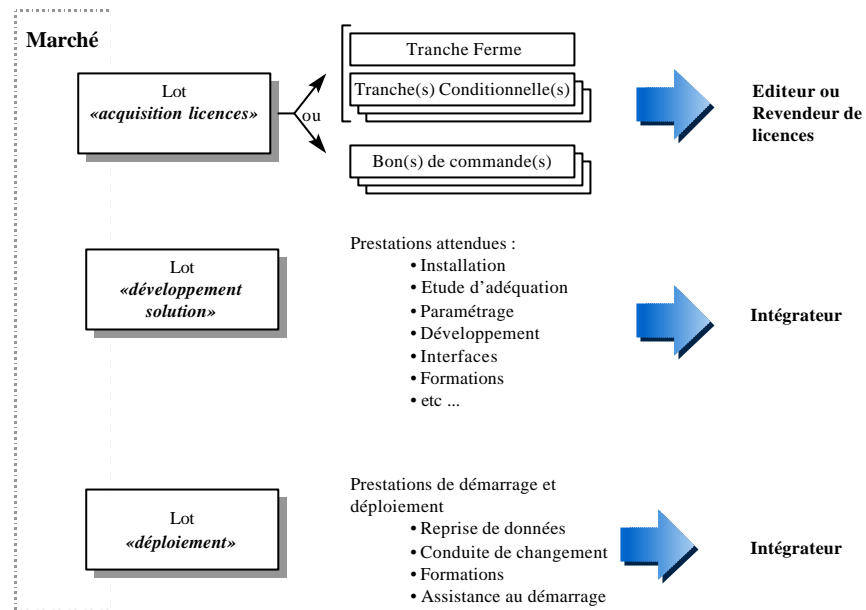 Marché
Lot
«acquisition licences»
ou
Tranche Ferme
Tranche(s) Conditionnelle(s)
Bon(s) de commande(s)
Editeur ou
Revendeur de
licences
Lot
«développement
solution»
Prestations attendues :
• Installation
• Etude d’adéquation
• Paramétrage
• Développement
• Interfaces
• Formations
• etc ...
Intégrateur
Lot
«déploiement»
Prestations de démarrage et
déploiement
• Reprise de données
• Conduite de changement
• Formations
• Assistance au démarrage
Intégrateur